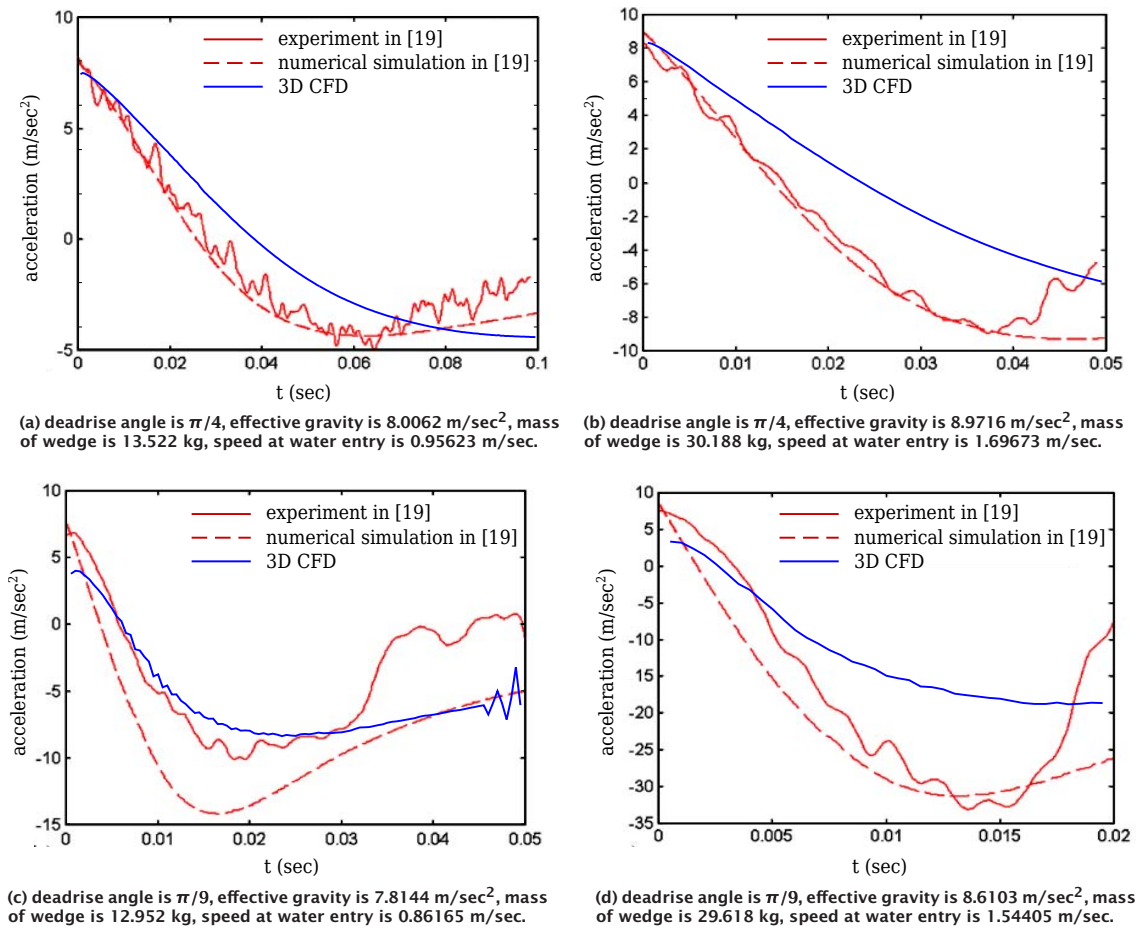 10
5
0
-5
0
0.02
0.04
0.06
0.08
0.1
acceleration (m/sec²)
t (sec)
experiment in [19]
numerical simulation in [19]
3D CFD
(a) deadrise angle is π/4, effective gravity is 8.0062 m/sec², mass
of wedge is 13.522 kg, speed at water entry is 0.95623 m/sec.
10
8
6
4
2
0
-2
-4
-6
-8
-10
0
0.01
0.02
0.03
0.04
0.05
acceleration (m/sec²)
t (sec)
experiment in [19]
numerical simulation in [19]
3D CFD
(b) deadrise angle is π/4, effective gravity is 8.9716 m/sec², mass
of wedge is 30.188 kg, speed at water entry is 1.69673 m/sec.
10
5
0
-5
-10
-15
0
0.01
0.02
0.03
0.04
0.05
acceleration (m/sec²)
t (sec)
experiment in [19]
numerical simulation in [19]
3D CFD
(c) deadrise angle is π/9, effective gravity is 7.8144 m/sec², mass
of wedge is 12.952 kg, speed at water entry is 0.86165 m/sec.
10
5
0
-5
-10
-15
-20
-25
-30
-35
0
0.005
0.01
0.015
0.02
acceleration (m/sec²)
t (sec)
experiment in [19]
numerical simulation in [19]
3D CFD
(d) deadrise angle is π/9, effective gravity is 8.6103 m/sec², mass
of wedge is 29.618 kg, speed at water entry is 1.54405 m/sec.